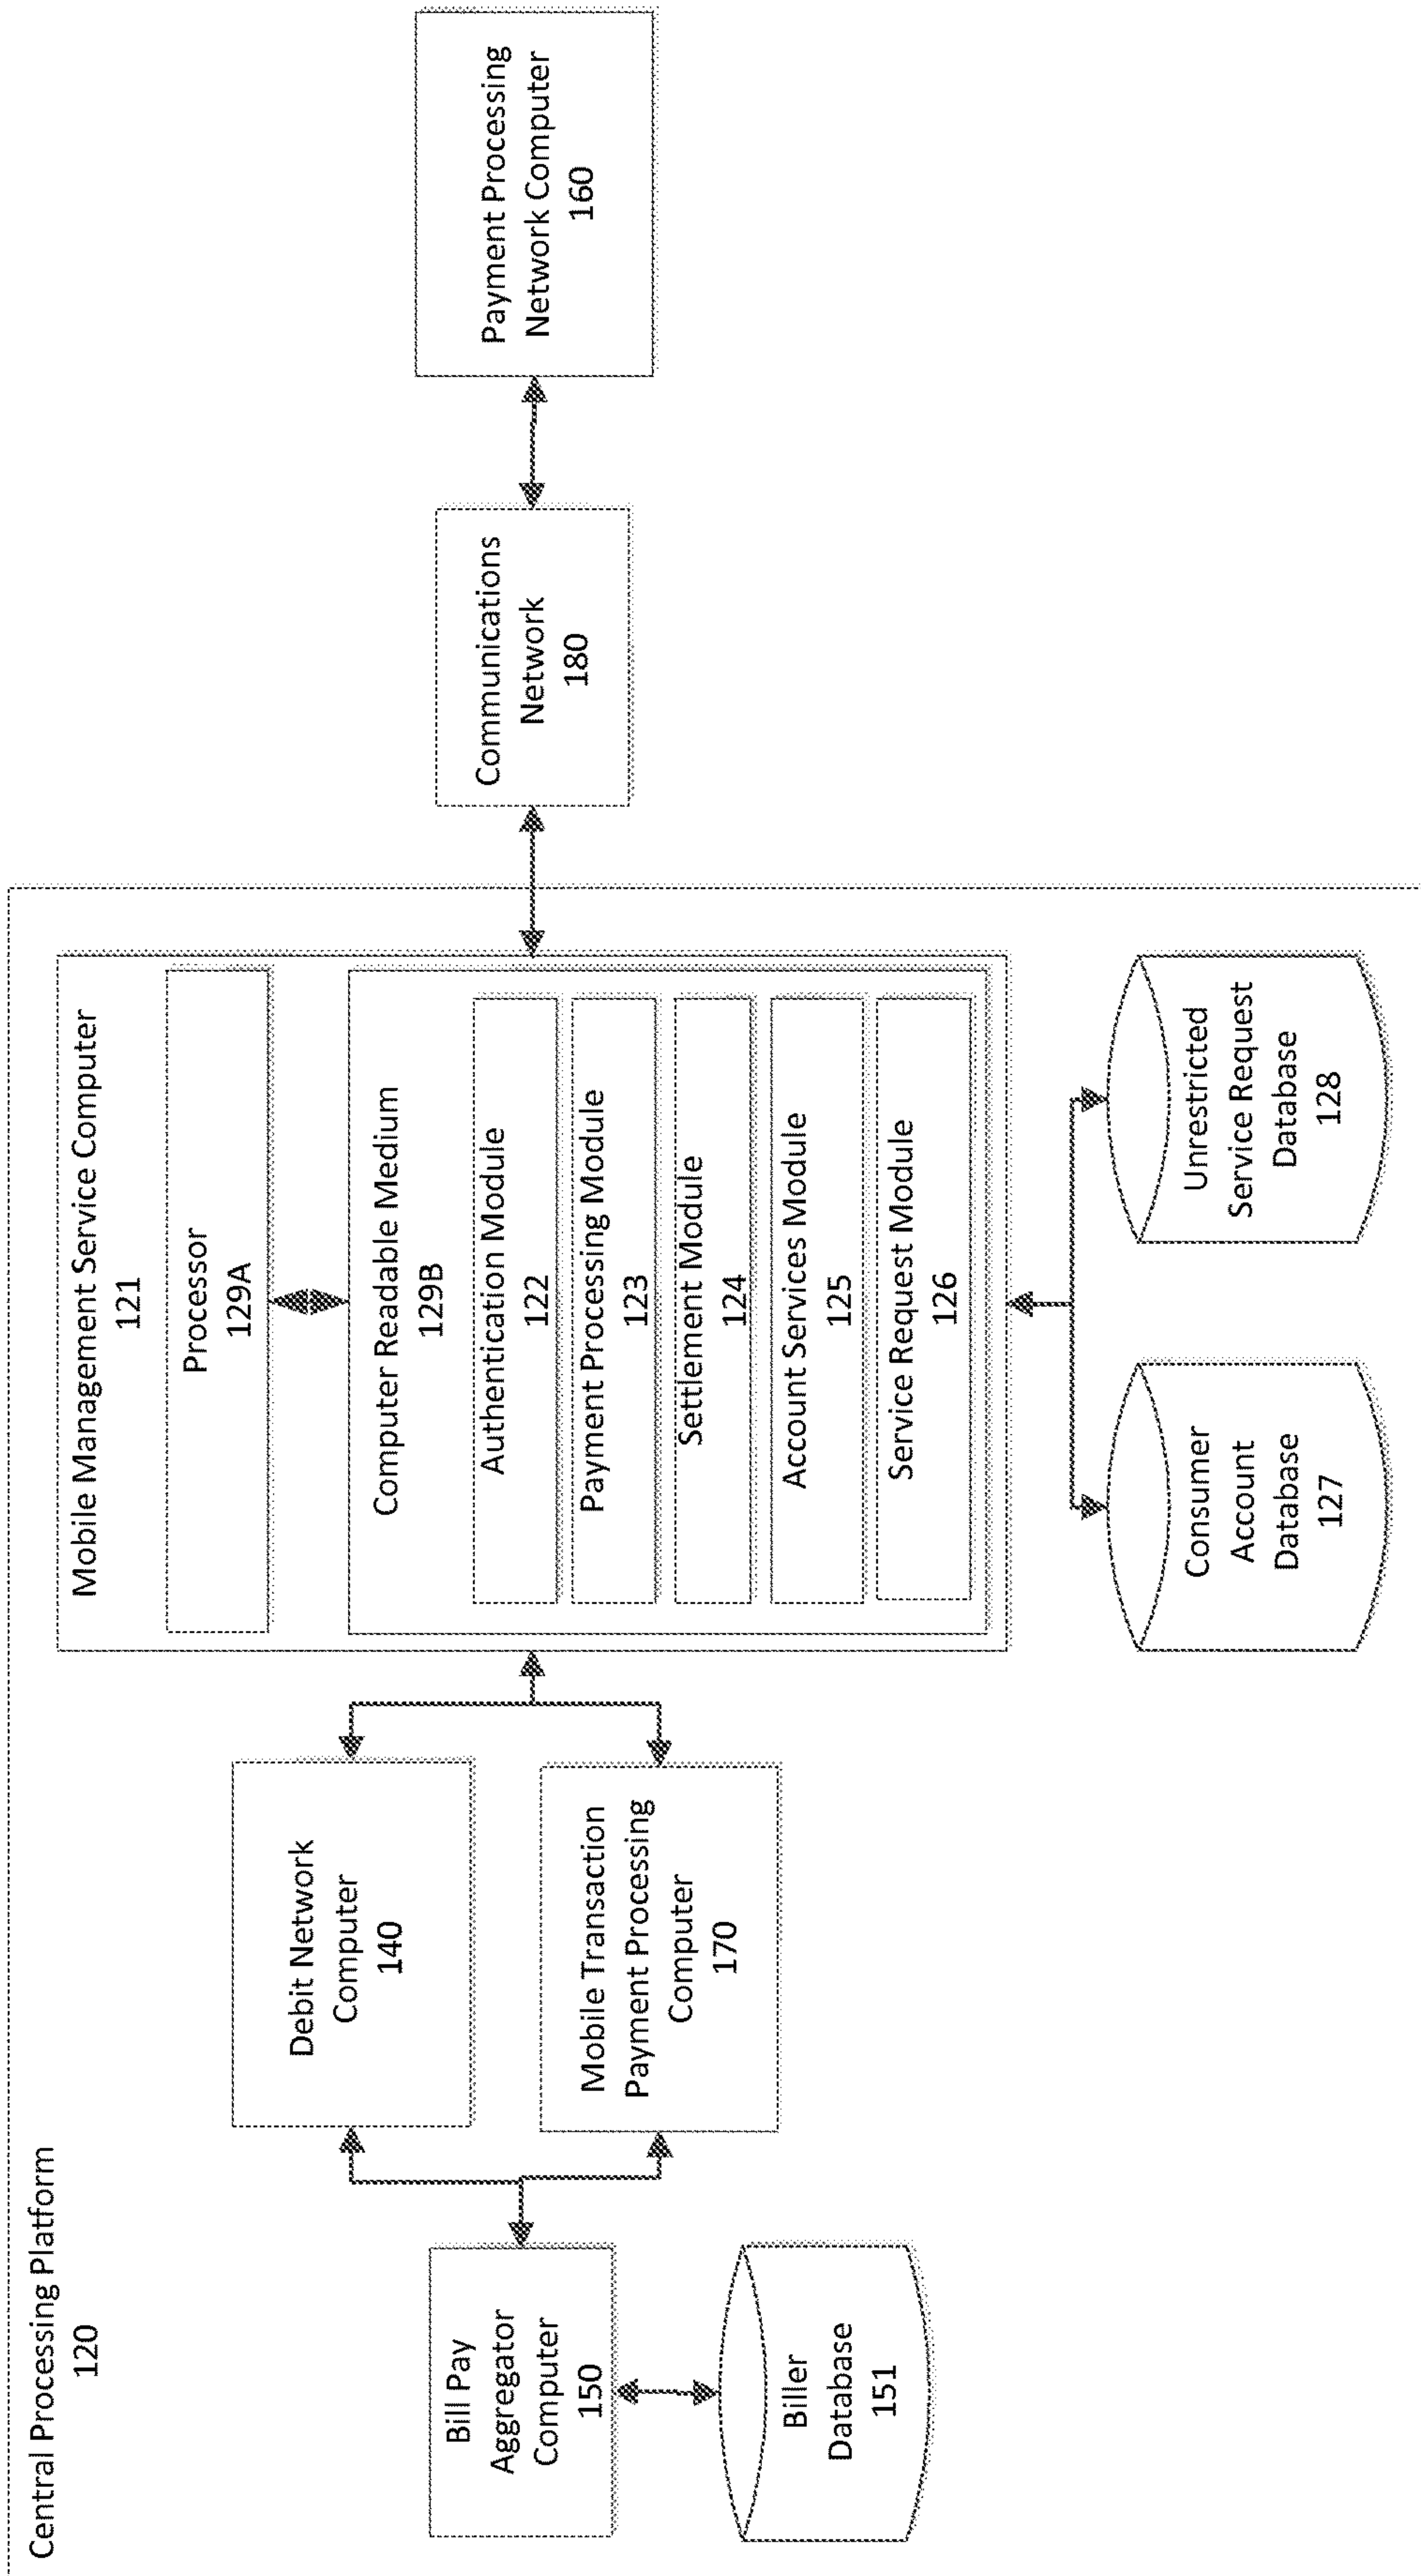 Central Processing Platform
120
Bill Pay
Aggregator
Computer
150
Biller
Database
151
Debit Network
Computer
140
Mobile Transaction
Payment Processing
Computer
170
Mobile Management Service Computer
121
Processor
129A
Computer Readable Medium
129B
Authentication Module
122
Payment Processing Module
123
Settlement Module
124
Account Services Module
125
Service Request Module
126
Consumer
Account
Database
127
Unrestricted
Service Request
Database
128
Communications
Network
180
Payment Processing
Network Computer
160